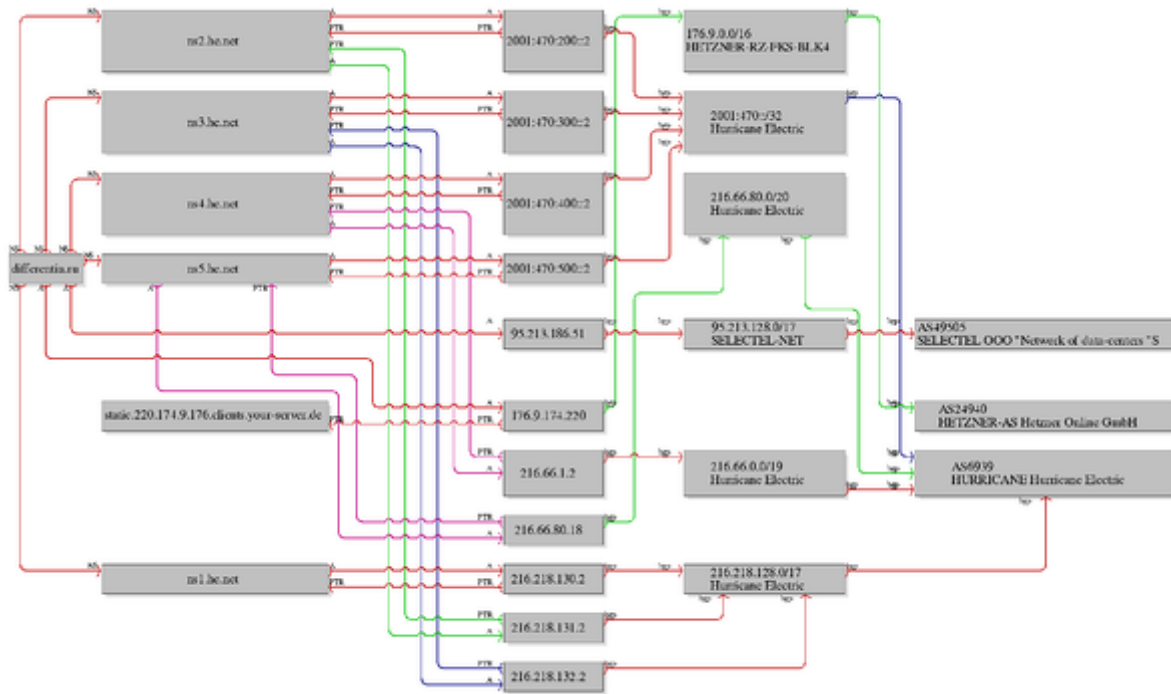 ns2.he.net
2001:470:200::2
176.9.0.0/16
HETZNER-RZ-FKS-BLK4
ns3.he.net
2001:470:300::2
2001:470::/32
Hurricane Electric
ns4.he.net
2001:470:400::2
216.66.80.0/20
Hurricane Electric
differentia.ru
ns5.he.net
2001:470:500::2
95.213.186.51
95.213.128.0/17
SELECTEL-NET
AS49505
SELECTEL OOO "Network of data-centers "S
static.220.174.9.176.clients.your-server.de
176.9.174.220
AS24940
HETZNER-AS Hetzner Online GmbH
216.66.1.2
216.66.0.0/19
Hurricane Electric
AS6939
HURRICANE Hurricane Electric
216.66.80.18
ns1.he.net
216.218.130.2
216.218.128.0/17
Hurricane Electric
216.218.131.2
216.218.132.2